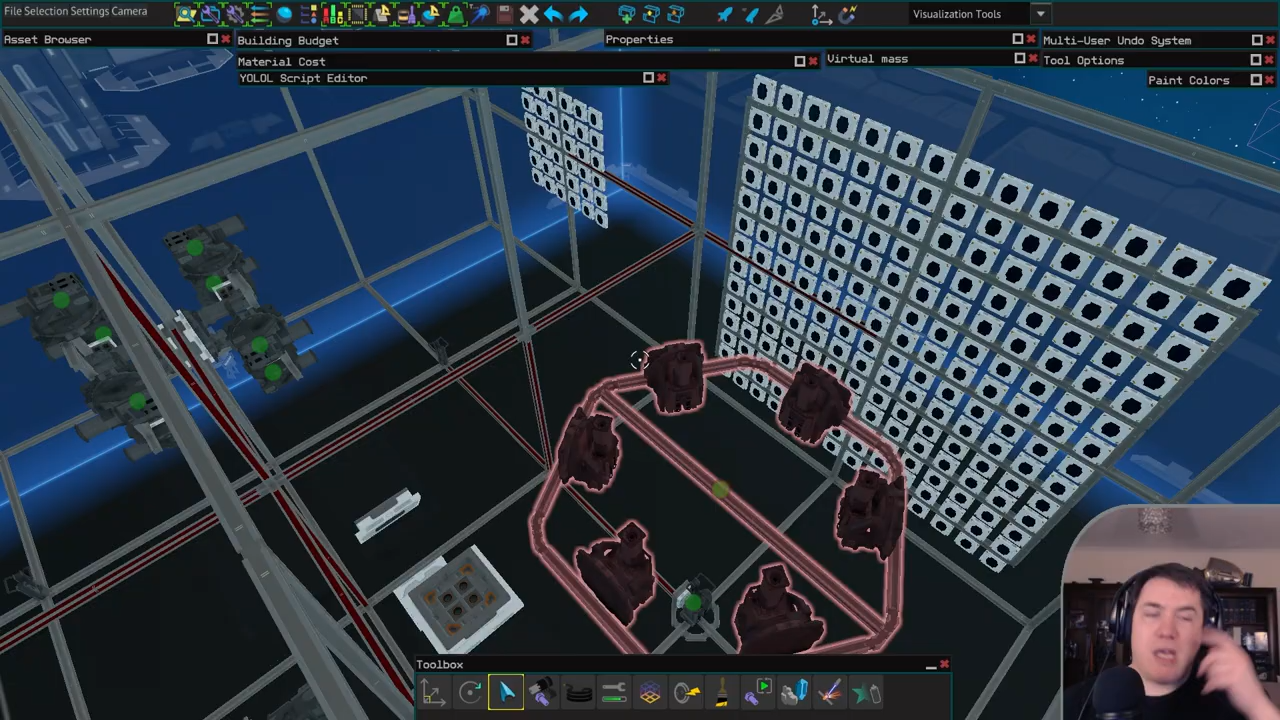 File Selection Settings Camera
Visualization Tools
Asset Browser
Building Budget
Properties
Multi-User Undo System
Material Cost
Virtual mass
Tool Options
YOLOL Script Editor
Paint Colors
Toolbox